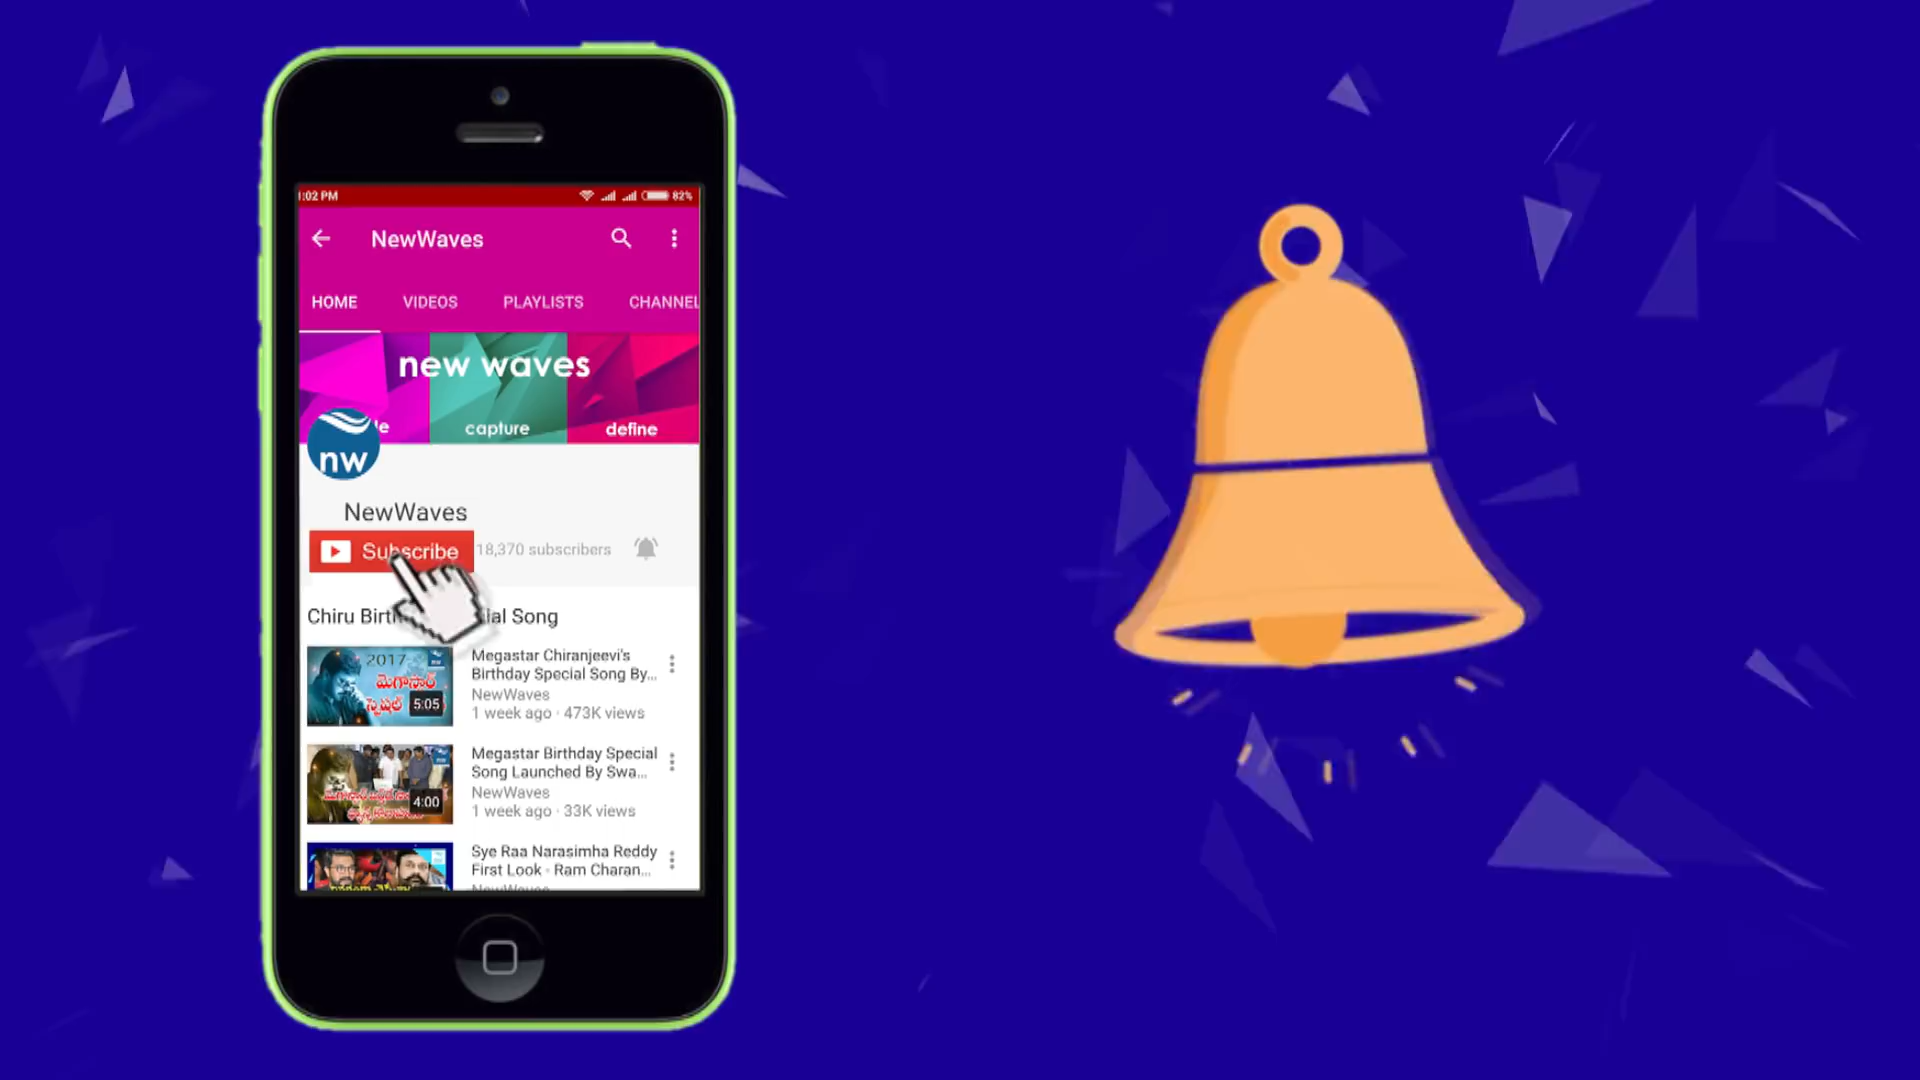 1:02 PM
82%
NewWaves
HOME
VIDEOS
PLAYLISTS
CHANNEL
new waves
capture
define
nw
NewWaves
Subscribe
18,370 subscribers
Chiru Song
2017
మెగాస్టార్
స్పెషల్
5:05
Megastar Chiranjeevi's
Birthday Special Song By...
NewWaves
1 week ago · 473K views
4:00
Megastar Birthday Special
Song Launched By Swa...
NewWaves
1 week ago · 33K views
Sye Raa Narasimha Reddy
First Look - Ram Charan...
NewWaves